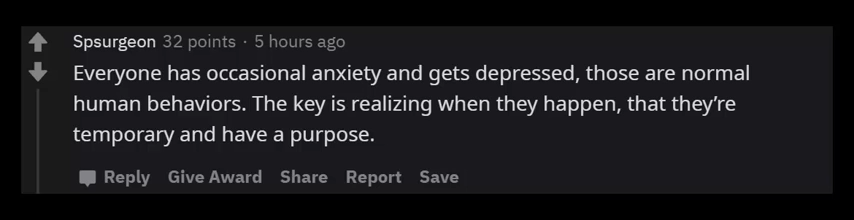 Spsurgeon 32 points · 5 hours ago
Everyone has occasional anxiety and gets depressed, those are normal
human behaviors. The key is realizing when they happen, that they’re
temporary and have a purpose.
Reply Give Award Share Report Save